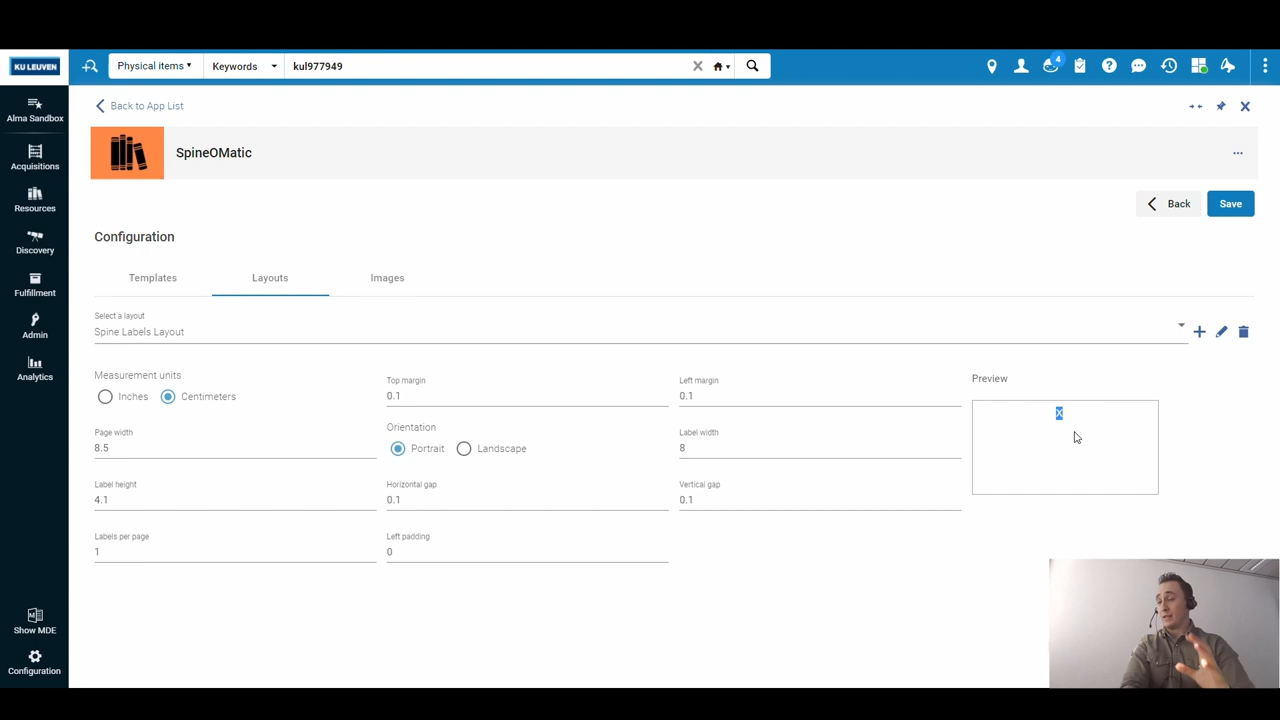 KU LEUVEN
Physical items
Keywords
kul977949
4
Alma Sandbox
Acquisitions
Resources
Discovery
Fulfillment
Admin
Analytics
Show MDE
Configuration
Back to App List
SpineOMatic
...
Back
Save
Configuration
Templates
Layouts
Images
Select a layout
Spine Labels Layout
Measurement units
Inches
Centimeters
Top margin
0.1
Left margin
0.1
Preview
X
Page width
8.5
Orientation
Portrait
Landscape
Label width
8
Label height
4.1
Horizontal gap
0.1
Vertical gap
0.1
Labels per page
1
Left padding
0